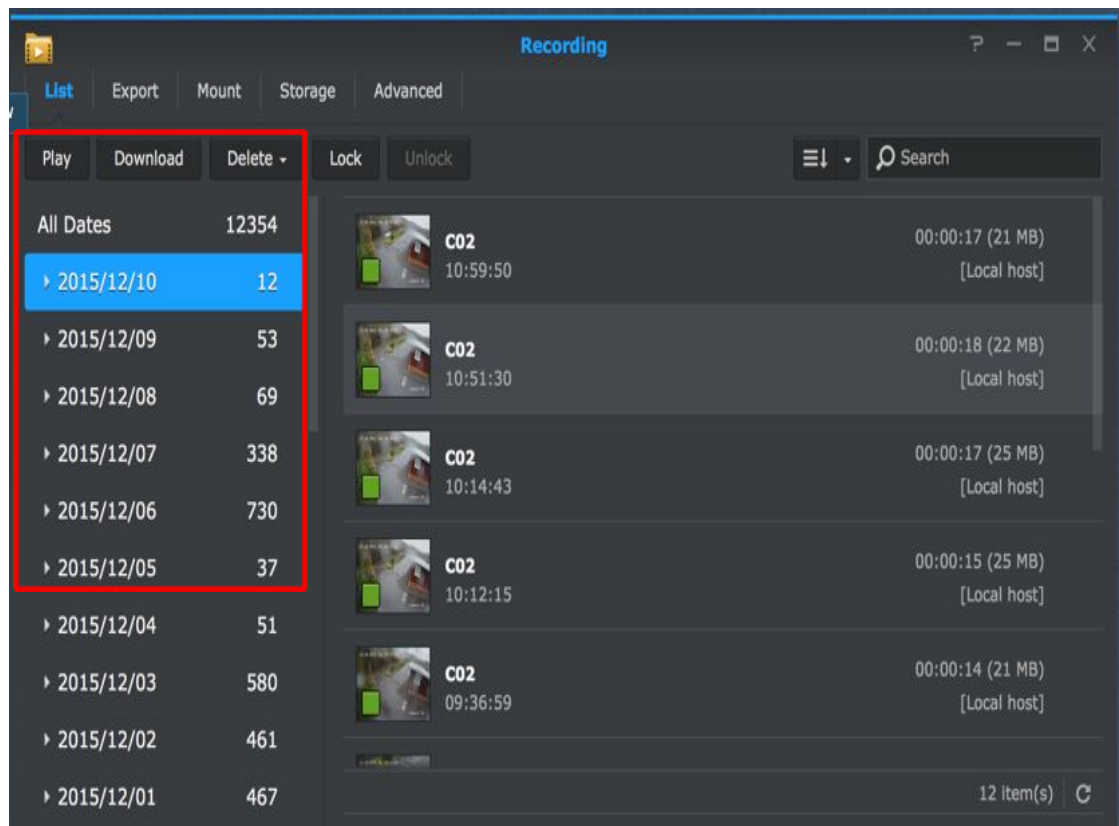 Recording
List Export Mount Storage Advanced
Play Download Delete Lock Unlock Search
All Dates 12354
2015/12/10 12
2015/12/09 53
2015/12/08 69
2015/12/07 338
2015/12/06 730
2015/12/05 37
2015/12/04 51
2015/12/03 580
2015/12/02 461
2015/12/01 467
C02 00:00:17 (21 MB)
10:59:50 [Local host]
C02 00:00:18 (22 MB)
10:51:30 [Local host]
C02 00:00:17 (25 MB)
10:14:43 [Local host]
C02 00:00:15 (25 MB)
10:12:15 [Local host]
C02 00:00:14 (21 MB)
09:36:59 [Local host]
12 item(s)